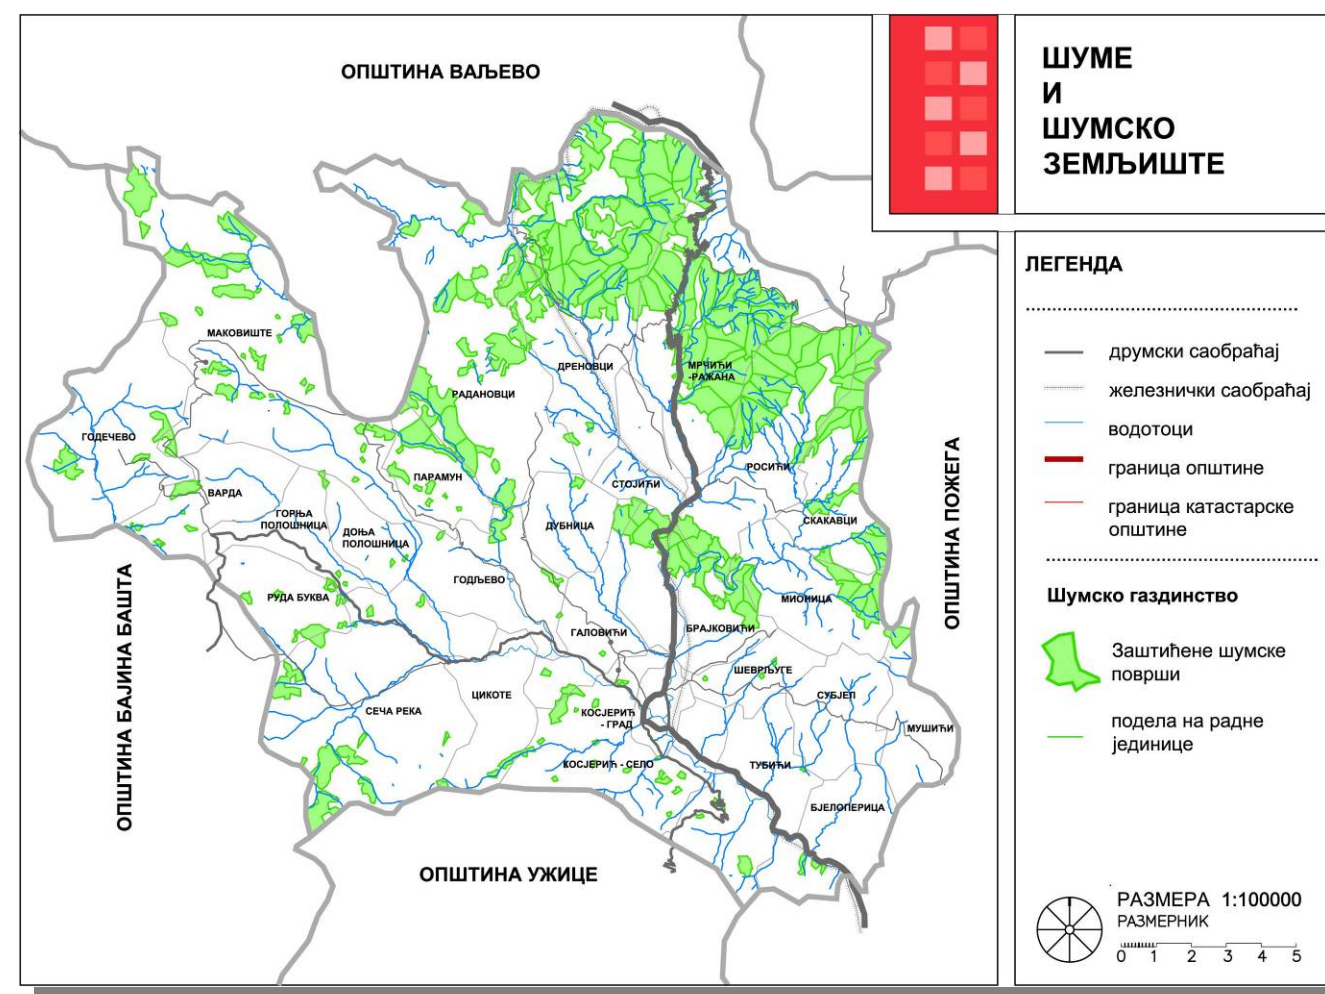 ШУМЕ
И
ШУМСКО
ЗЕМЉИШТЕ
ОПШТИНА ВАЉЕВО
ОПШТИНА ПОЖЕГА
ОПШТИНА БАЈИНА БАШТА
ОПШТИНА УЖИЦЕ
МАКОВИШТЕ
ГОДЕЧЕВО
ВАРДА
ГОРЊА
ПОЛОШНИЦА
ДОЊА
ПОЛОШНИЦА
РУДА БУКВА
СЕЧА РЕКА
ЦИКОТЕ
ГОДЉЕВО
ПАРАМУН
РАДАНОВЦИ
ДРЕНОВЦИ
МРЧИЋИ
-РАЖАНА
РОСИЋИ
СТОЈИЋИ
СКАКАВЦИ
ДУБНИЦА
МИОНИЦА
БРАЈКОВИЋИ
ГАЛОВИЋИ
ШЕВРЉУГЕ
СУБЈЕЛ
МУШИЋИ
КОСЈЕРИЋ
- ГРАД
КОСЈЕРИЋ - СЕЛО
ТУБИЋИ
БЈЕЛОПЕРИЦА
ЛЕГЕНДА
друмски саобраћај
железнички саобраћај
водотоци
граница општине
граница катастарске
општине
Шумско газдинство
Заштићене шумске
површи
подела на радне
јединице
РАЗМЕРА 1:100000
РАЗМЕРНИК
0 1 2 3 4 5